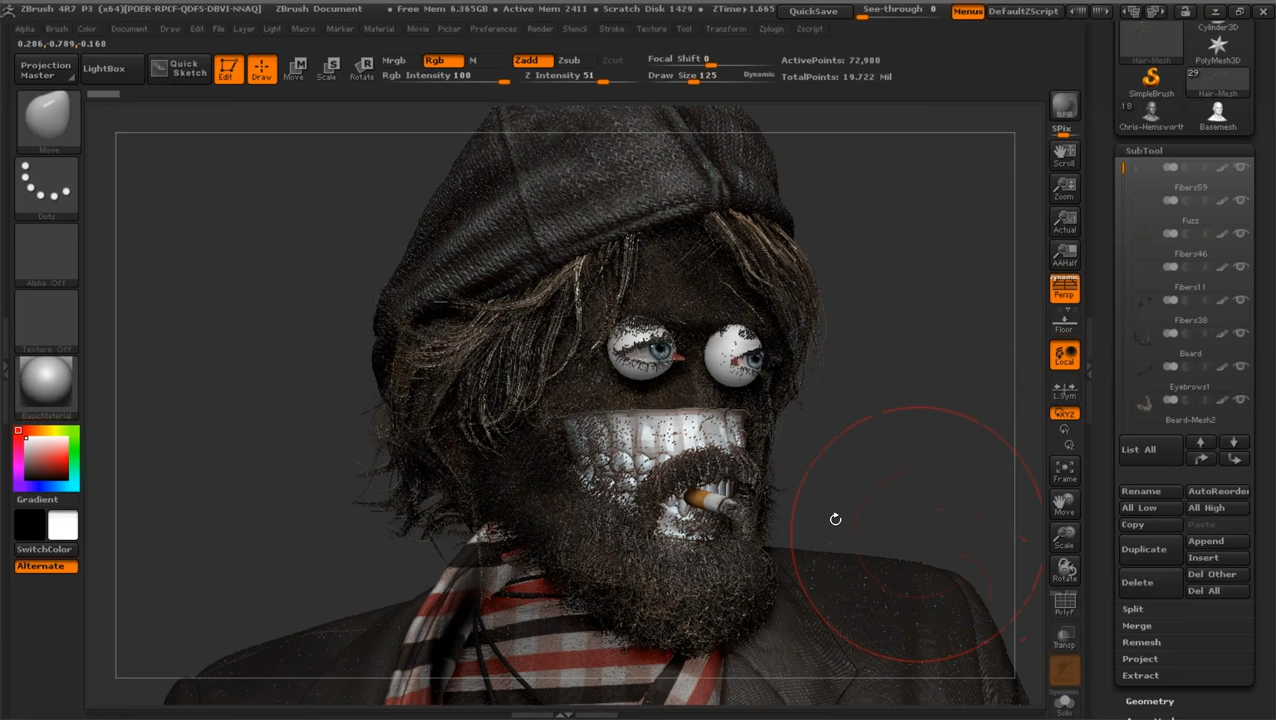 ZBrush 4R7 P3 (x64)[POER-RPCF-QDFS-DBVI-NNAQ] ZBrush Document • Free Mem 6.365GB • Active Mem 2411 • Scratch Disk 1429 • ZTime▸1.665 QuickSave See-through 0 Menus DefaultZScript
Alpha Brush Color Document Draw Edit File Layer Light Macro Marker Material Movie Picker Preferences Render Stencil Stroke Texture Tool Transform Zplugin Zscript
0.286,-0.789,-0.168
Projection Master
LightBox
Quick Sketch
Edit
Draw
Move
Scale
Rotate
Mrgb Rgb M
Rgb Intensity 100
Zadd Zsub Zcut
Z Intensity 51
Focal Shift 0
Draw Size 125 Dynamic
ActivePoints: 72,980
TotalPoints: 19.722 Mil
Move
Dots
Alpha Off
Texture Off
BasicMaterial
Gradient
SwitchColor
Alternate
BPR
SPix
Scroll
Zoom
Actual
AAHalf
Dynamic
Persp
Floor
Local
L.Sym
XYZ
Frame
Move
Scale
Rotate
PolyF
Transp
Dynamic
Solo
Cylinder3D
Hair-Mesh PolyMesh3D
29
SimpleBrush Hair-Mesh
18
Chris-Hemsworth Basemesh
SubTool
Fibers59
Fuzz
Fibers46
Fibers11
Fibers38
Beard
Eyebrows1
Beard-Mesh2
List All
Rename AutoReorder
All Low All High
Copy Paste
Duplicate Append
Insert
Delete Del Other
Del All
Split
Merge
Remesh
Project
Extract
Geometry